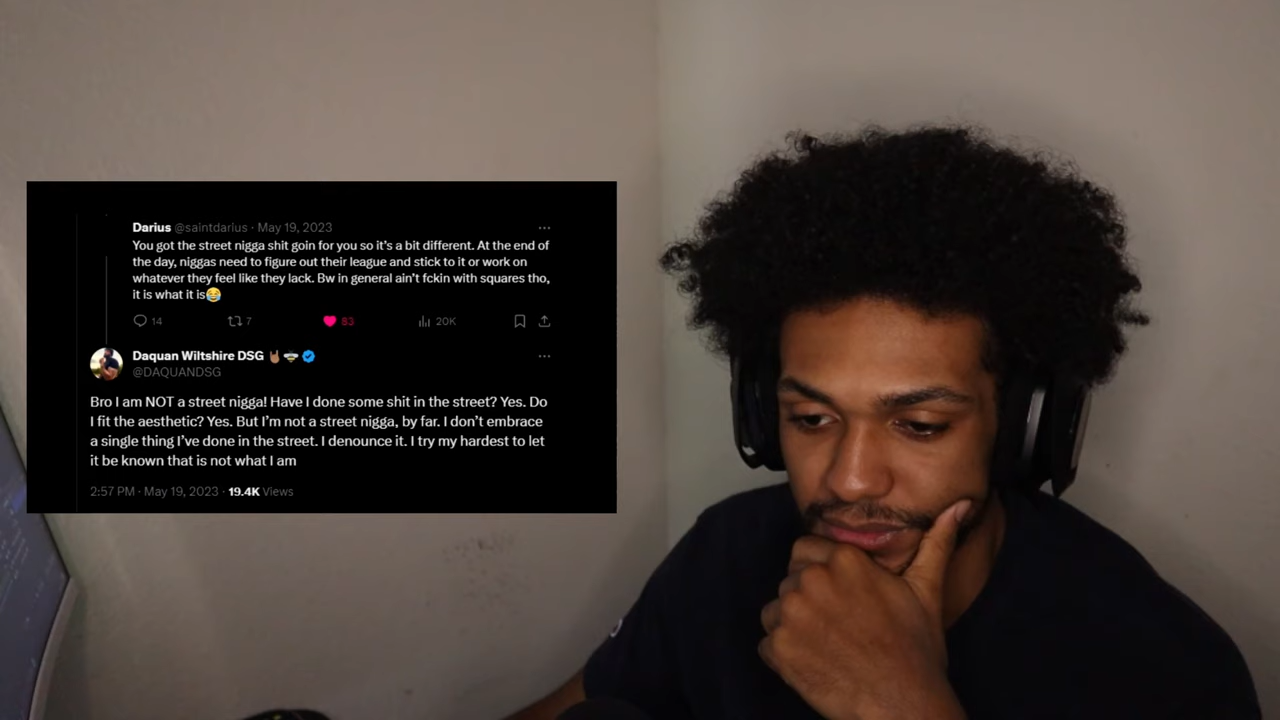 Darius @saintdarius · May 19, 2023
You got the street nigga shit goin for you so it's a bit different. At the end of
the day, niggas need to figure out their league and stick to it or work on
whatever they feel like they lack. Bw in general ain't fckin with squares tho,
it is what it is😂
14 7 83 20K
Daquan Wiltshire DSG 🤘🏾🐝
@DAQUANDSG
Bro I am NOT a street nigga! Have I done some shit in the street? Yes. Do
I fit the aesthetic? Yes. But I'm not a street nigga, by far. I don't embrace
a single thing I've done in the street. I denounce it. I try my hardest to let
it be known that is not what I am
2:57 PM · May 19, 2023 · 19.4K Views